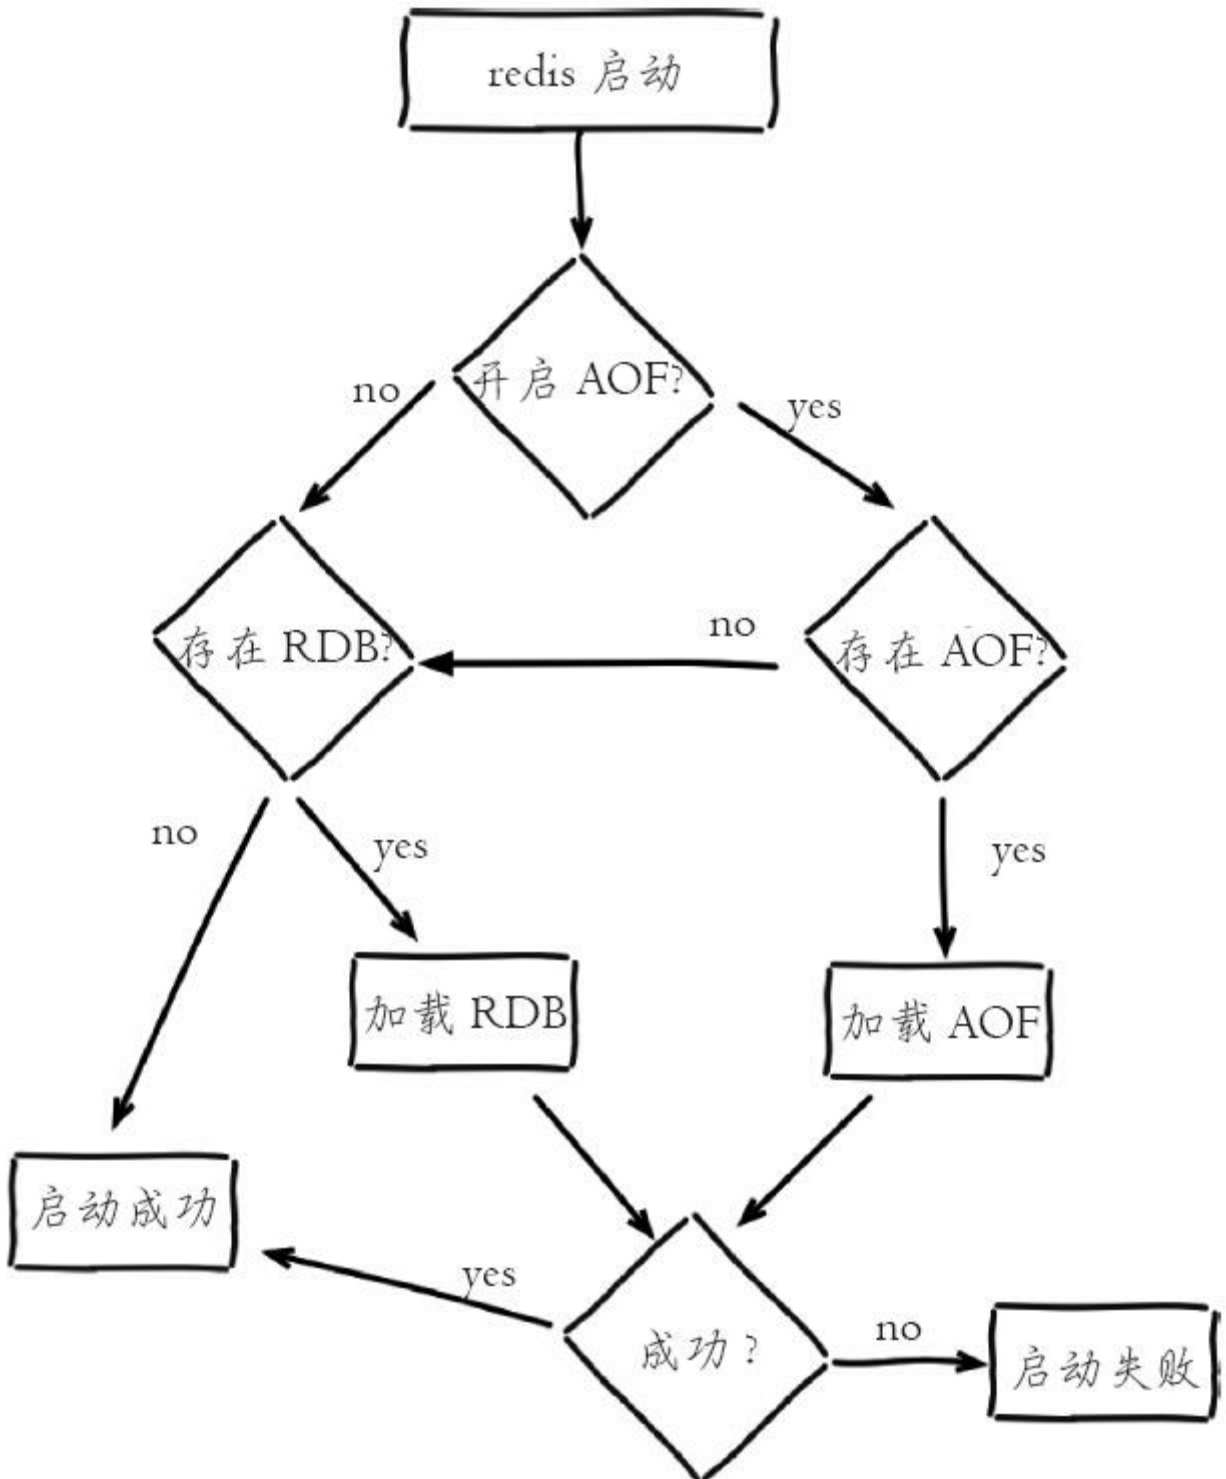 redis 启动
开启 AOF?
no
yes
存在 RDB?
no
存在 AOF?
no
yes
yes
加载 RDB
加载 AOF
启动成功
yes
成功?
no
启动失败